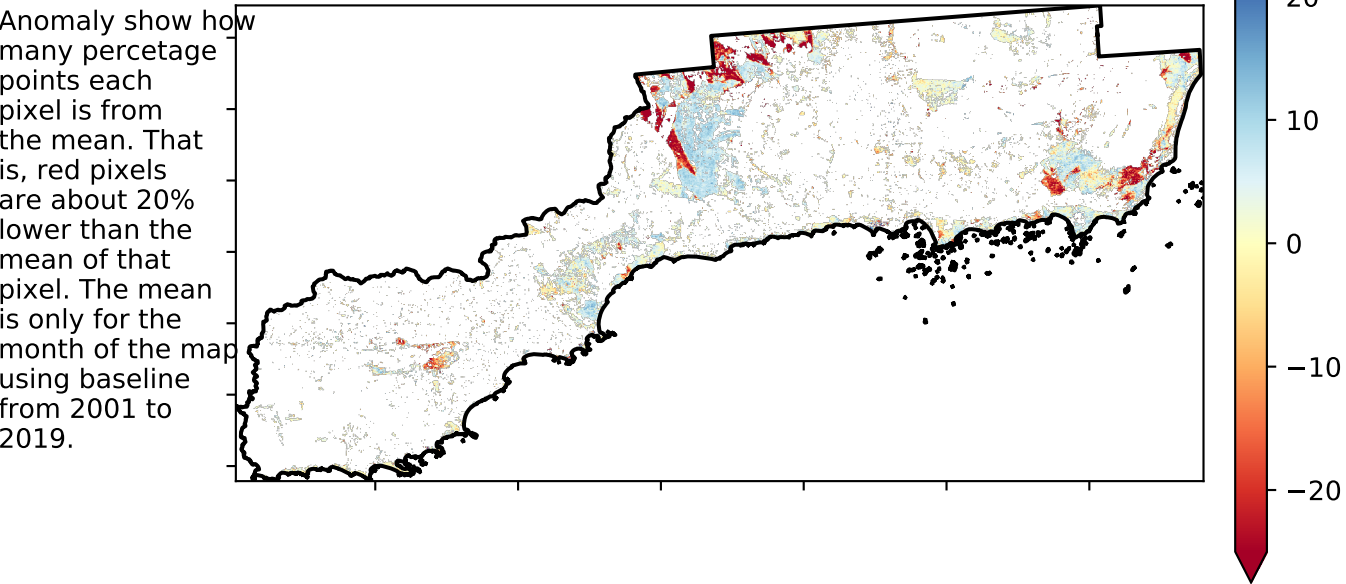 Anomaly show how
many percetage
points each
pixel is from
the mean. That
is, red pixels
are about 20%
lower than the
mean of that
pixel. The mean
is only for the
month of the map
using baseline
from 2001 to
2019.
20
10
0
−10
−20